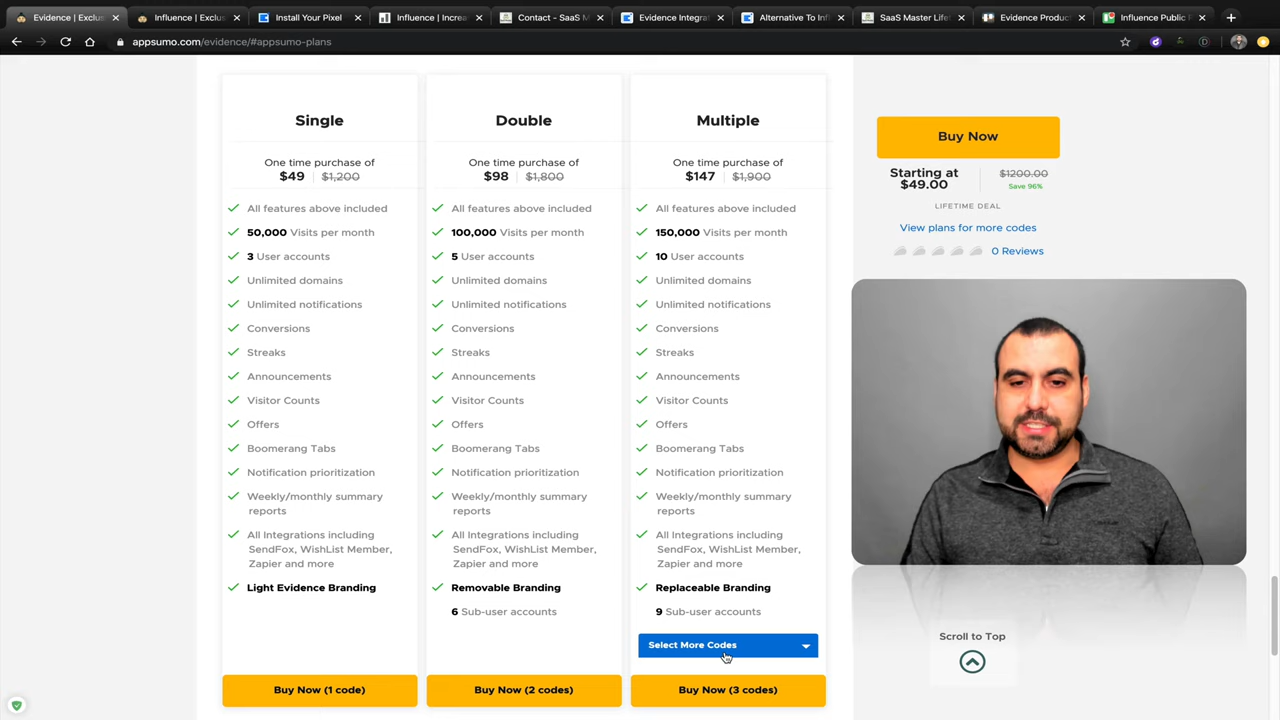 Evidence | Exclus
Influence | Exclus
Install Your Pixel
Influence | Increa
Contact - SaaS M
Evidence Integrat
Alternative To Infl
SaaS Master Lifet
Evidence Product
Influence Public R
appsumo.com/evidence/#appsumo-plans
Single
One time purchase of
$49 | $1,200
All features above included
50,000 Visits per month
3 User accounts
Unlimited domains
Unlimited notifications
Conversions
Streaks
Announcements
Visitor Counts
Offers
Boomerang Tabs
Notification prioritization
Weekly/monthly summary
reports
All Integrations including
SendFox, WishList Member,
Zapier and more
Light Evidence Branding
Buy Now (1 code)
Double
One time purchase of
$98 | $1,800
All features above included
100,000 Visits per month
5 User accounts
Unlimited domains
Unlimited notifications
Conversions
Streaks
Announcements
Visitor Counts
Offers
Boomerang Tabs
Notification prioritization
Weekly/monthly summary
reports
All Integrations including
SendFox, WishList Member,
Zapier and more
Removable Branding
6 Sub-user accounts
Buy Now (2 codes)
Multiple
One time purchase of
$147 | $1,900
All features above included
150,000 Visits per month
10 User accounts
Unlimited domains
Unlimited notifications
Conversions
Streaks
Announcements
Visitor Counts
Offers
Boomerang Tabs
Notification prioritization
Weekly/monthly summary
reports
All Integrations including
SendFox, WishList Member,
Zapier and more
Replaceable Branding
9 Sub-user accounts
Select More Codes
Buy Now (3 codes)
Buy Now
Starting at
$49.00
$1200.00
Save 96%
LIFETIME DEAL
View plans for more codes
0 Reviews
Scroll to Top